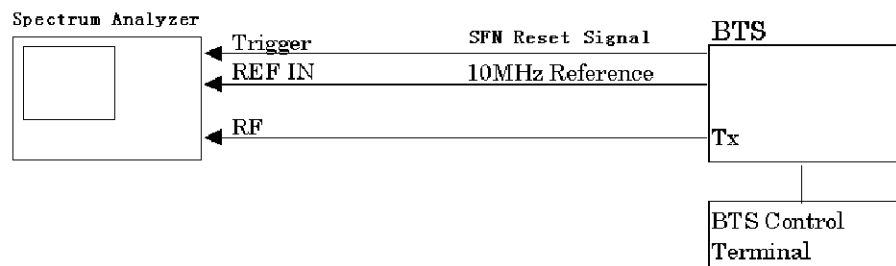 Spectrum Analyzer
Trigger SFN Reset Signal BTS
REF IN 10MHz Reference
RF
Tx
BTS Control
Terminal